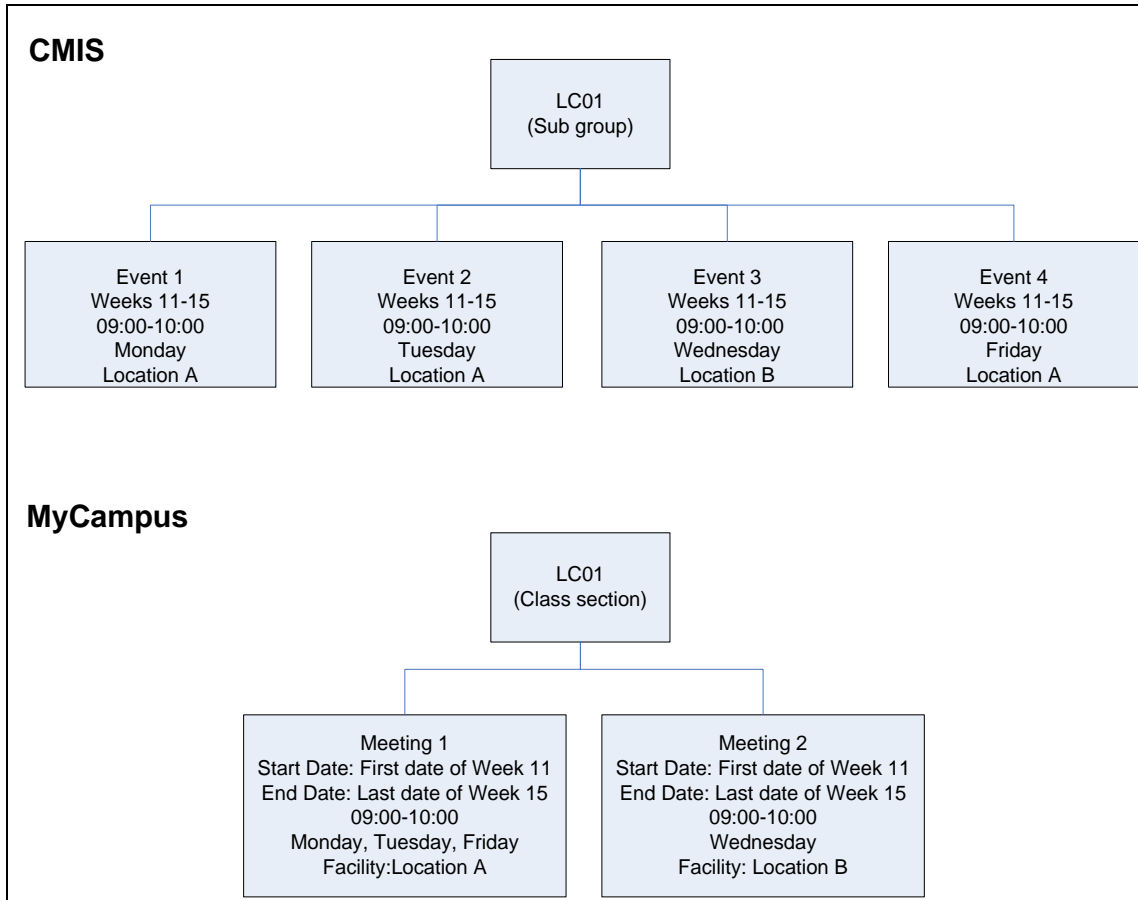 CMIS
LC01
(Sub group)
Event 1
Weeks 11-15
09:00-10:00
Monday
Location A
Event 2
Weeks 11-15
09:00-10:00
Tuesday
Location A
Event 3
Weeks 11-15
09:00-10:00
Wednesday
Location B
Event 4
Weeks 11-15
09:00-10:00
Friday
Location A
MyCampus
LC01
(Class section)
Meeting 1
Start Date: First date of Week 11
End Date: Last date of Week 15
09:00-10:00
Monday, Tuesday, Friday
Facility:Location A
Meeting 2
Start Date: First date of Week 11
End Date: Last date of Week 15
09:00-10:00
Wednesday
Facility: Location B